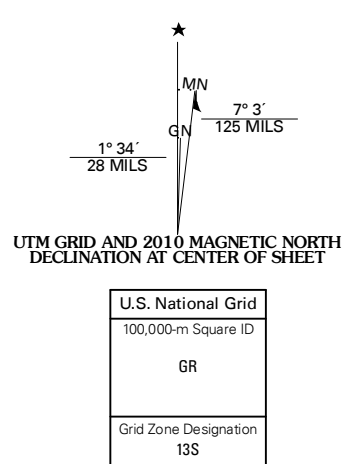 MN
7° 3´
125 MILS
GN
1° 34´
28 MILS
UTM GRID AND 2010 MAGNETIC NORTH
DECLINATION AT CENTER OF SHEET
U.S. National Grid
100,000-m Square ID
GR
Grid Zone Designation
13S